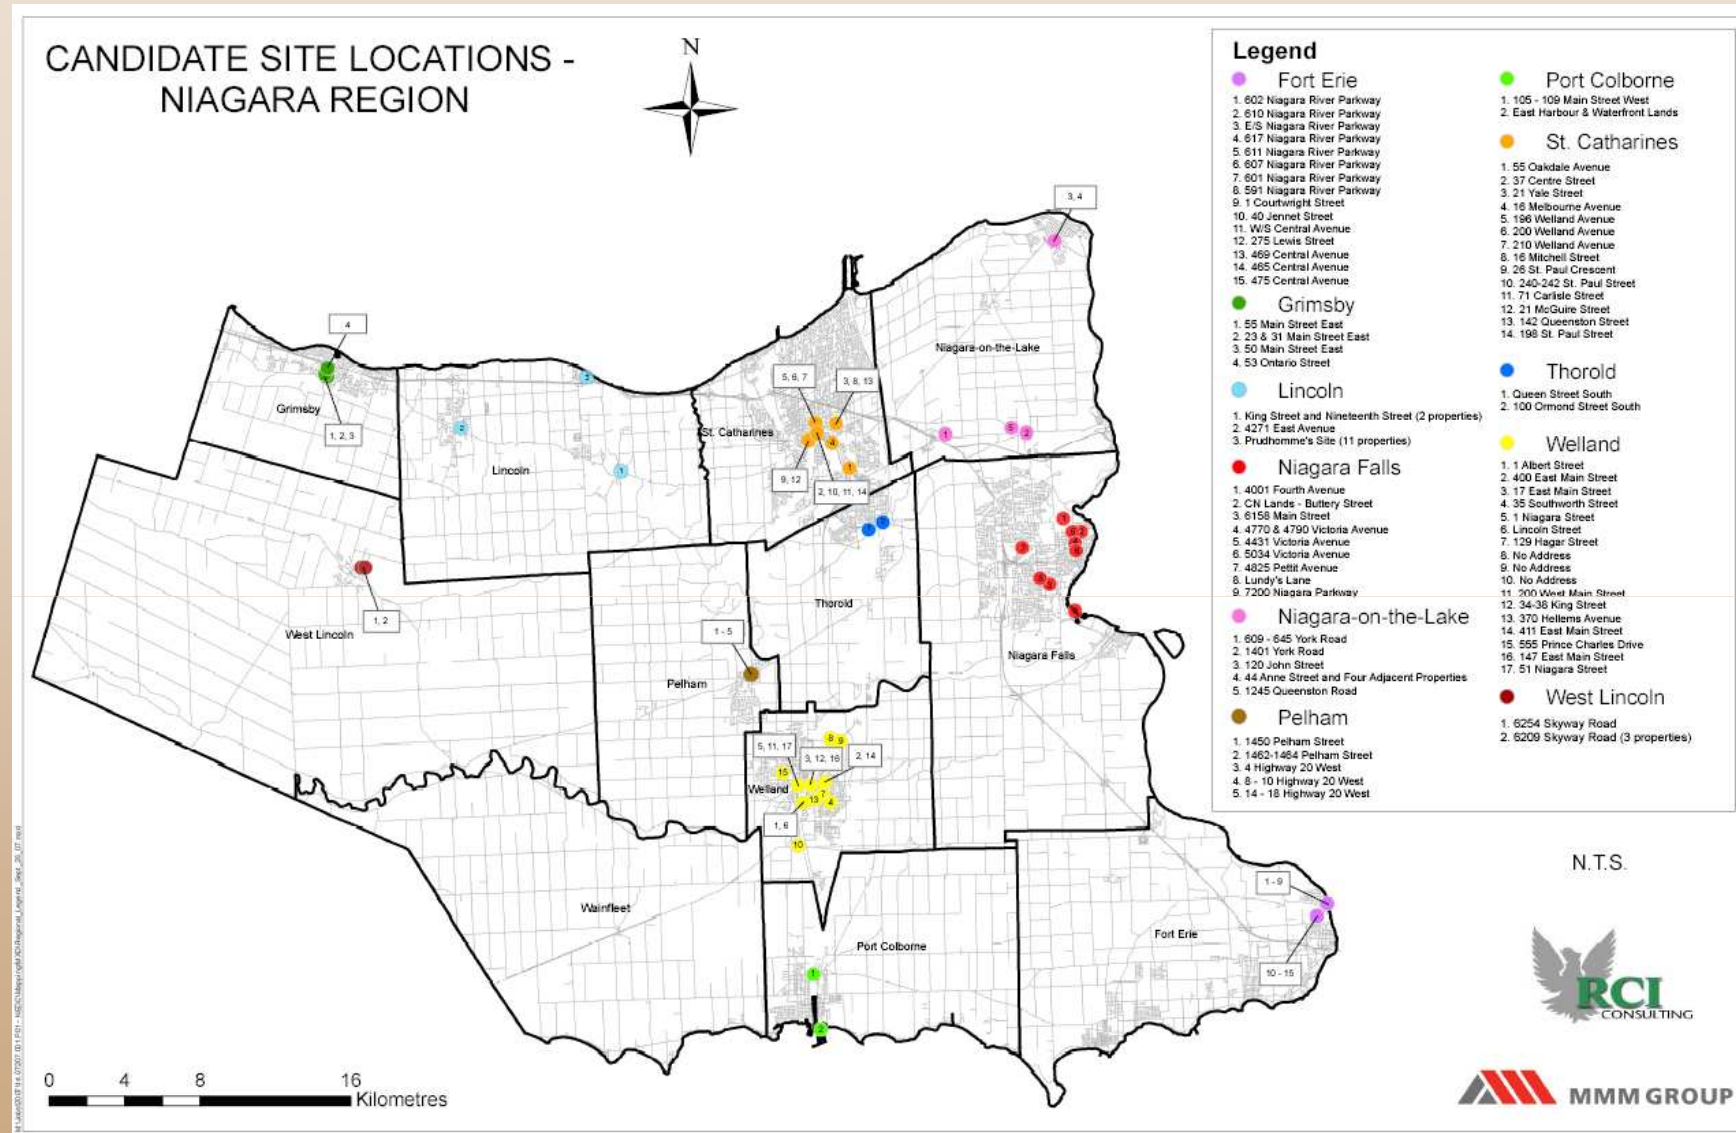 CANDIDATE SITE LOCATIONS -
NIAGARA REGION
N
Legend
Fort Erie
1. 602 Niagara River Parkway
2. 610 Niagara River Parkway
3. E/S Niagara River Parkway
4. 617 Niagara River Parkway
5. 611 Niagara River Parkway
6. 607 Niagara River Parkway
7. 601 Niagara River Parkway
8. 591 Niagara River Parkway
9. 1 Courtwright Street
10. 40 Jennet Street
11. W/S Central Avenue
12. 275 Lewis Street
13. 469 Central Avenue
14. 465 Central Avenue
15. 475 Central Avenue
Grimsby
1. 55 Main Street East
2. 23 & 31 Main Street East
3. 50 Main Street East
4. 53 Ontario Street
Lincoln
1. King Street and Nineteenth Street (2 properties)
2. 4271 East Avenue
3. Prudhomme's Site (11 properties)
Niagara Falls
1. 4001 Fourth Avenue
2. CN Lands - Buttery Street
3. 6158 Main Street
4. 4770 & 4790 Victoria Avenue
5. 4431 Victoria Avenue
6. 5034 Victoria Avenue
7. 4825 Pettit Avenue
8. Lundy's Lane
9. 7200 Niagara Parkway
Niagara-on-the-Lake
1. 609 - 645 York Road
2. 1401 York Road
3. 120 John Street
4. 44 Anne Street and Four Adjacent Properties
5. 1245 Queenston Road
Pelham
1. 1450 Pelham Street
2. 1462-1464 Pelham Street
3. 4 Highway 20 West
4. 8 - 10 Highway 20 West
5. 14 - 18 Highway 20 West
Port Colborne
1. 105 - 109 Main Street West
2. East Harbour & Waterfront Lands
St. Catharines
1. 55 Oakdale Avenue
2. 37 Centre Street
3. 21 Yale Street
4. 16 Melbourne Avenue
5. 196 Welland Avenue
6. 200 Welland Avenue
7. 210 Welland Avenue
8. 16 Mitchell Street
9. 26 St. Paul Crescent
10. 240-242 St. Paul Street
11. 71 Carlisle Street
12. 21 McGuire Street
13. 142 Queenston Street
14. 198 St. Paul Street
Thorold
1. Queen Street South
2. 100 Ormond Street South
Welland
1. 1 Albert Street
2. 400 East Main Street
3. 17 East Main Street
4. 35 Southworth Street
5. 1 Niagara Street
6. Lincoln Street
7. 129 Hagar Street
8. No Address
9. No Address
10. No Address
11. 200 West Main Street
12. 34-38 King Street
13. 370 Hellems Avenue
14. 411 East Main Street
15. 555 Prince Charles Drive
16. 147 East Main Street
17. 51 Niagara Street
West Lincoln
1. 6254 Skyway Road
2. 6209 Skyway Road (3 properties)
3, 4
4
Niagara-on-the-Lake
5, 6, 7
3, 8, 13
Grimsby
1, 2, 3
2
St. Catharines
4
1
5
2
Lincoln
1
1
9, 12
2, 10, 11, 14
1, 2
West Lincoln
Thorold
1 - 5
Pelham
Niagara Falls
8
9
5, 11, 17
3, 12, 16
2, 14
15
Welland
7
13
4
1, 6
10
Wainfleet
Port Colborne
Fort Erie
1 - 9
10 - 15
1
2
0 4 8 16
Kilometres
N.T.S.
RCI
CONSULTING
MMM GROUP